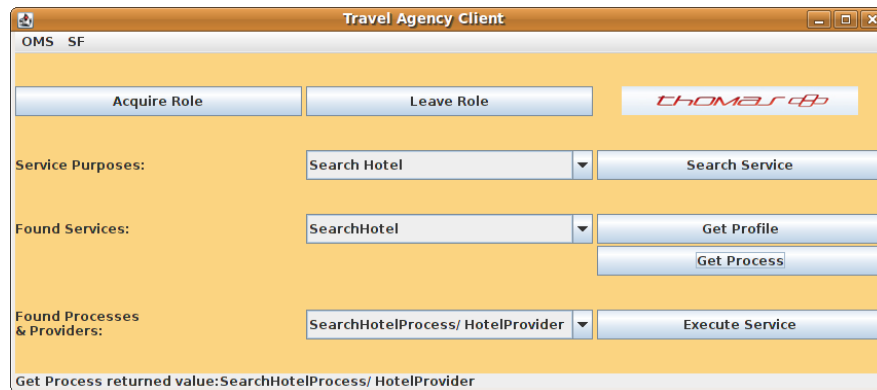 Travel Agency Client
OMS SF
Acquire Role Leave Role thomas
Service Purposes: Search Hotel Search Service
Found Services: SearchHotel Get Profile
Get Process
Found Processes
& Providers: SearchHotelProcess/ HotelProvider Execute Service
Get Process returned value:SearchHotelProcess/ HotelProvider